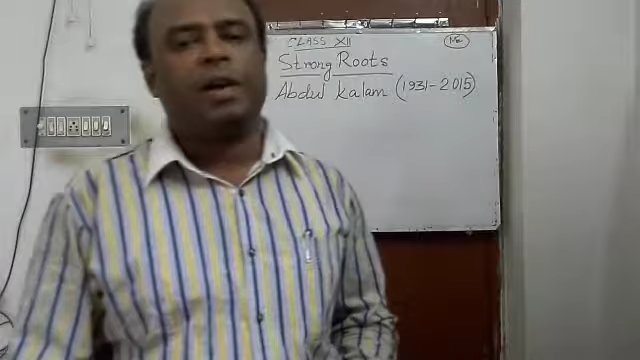 CLASS XII
Strong Roots
Abdul Kalam (1931-2015)